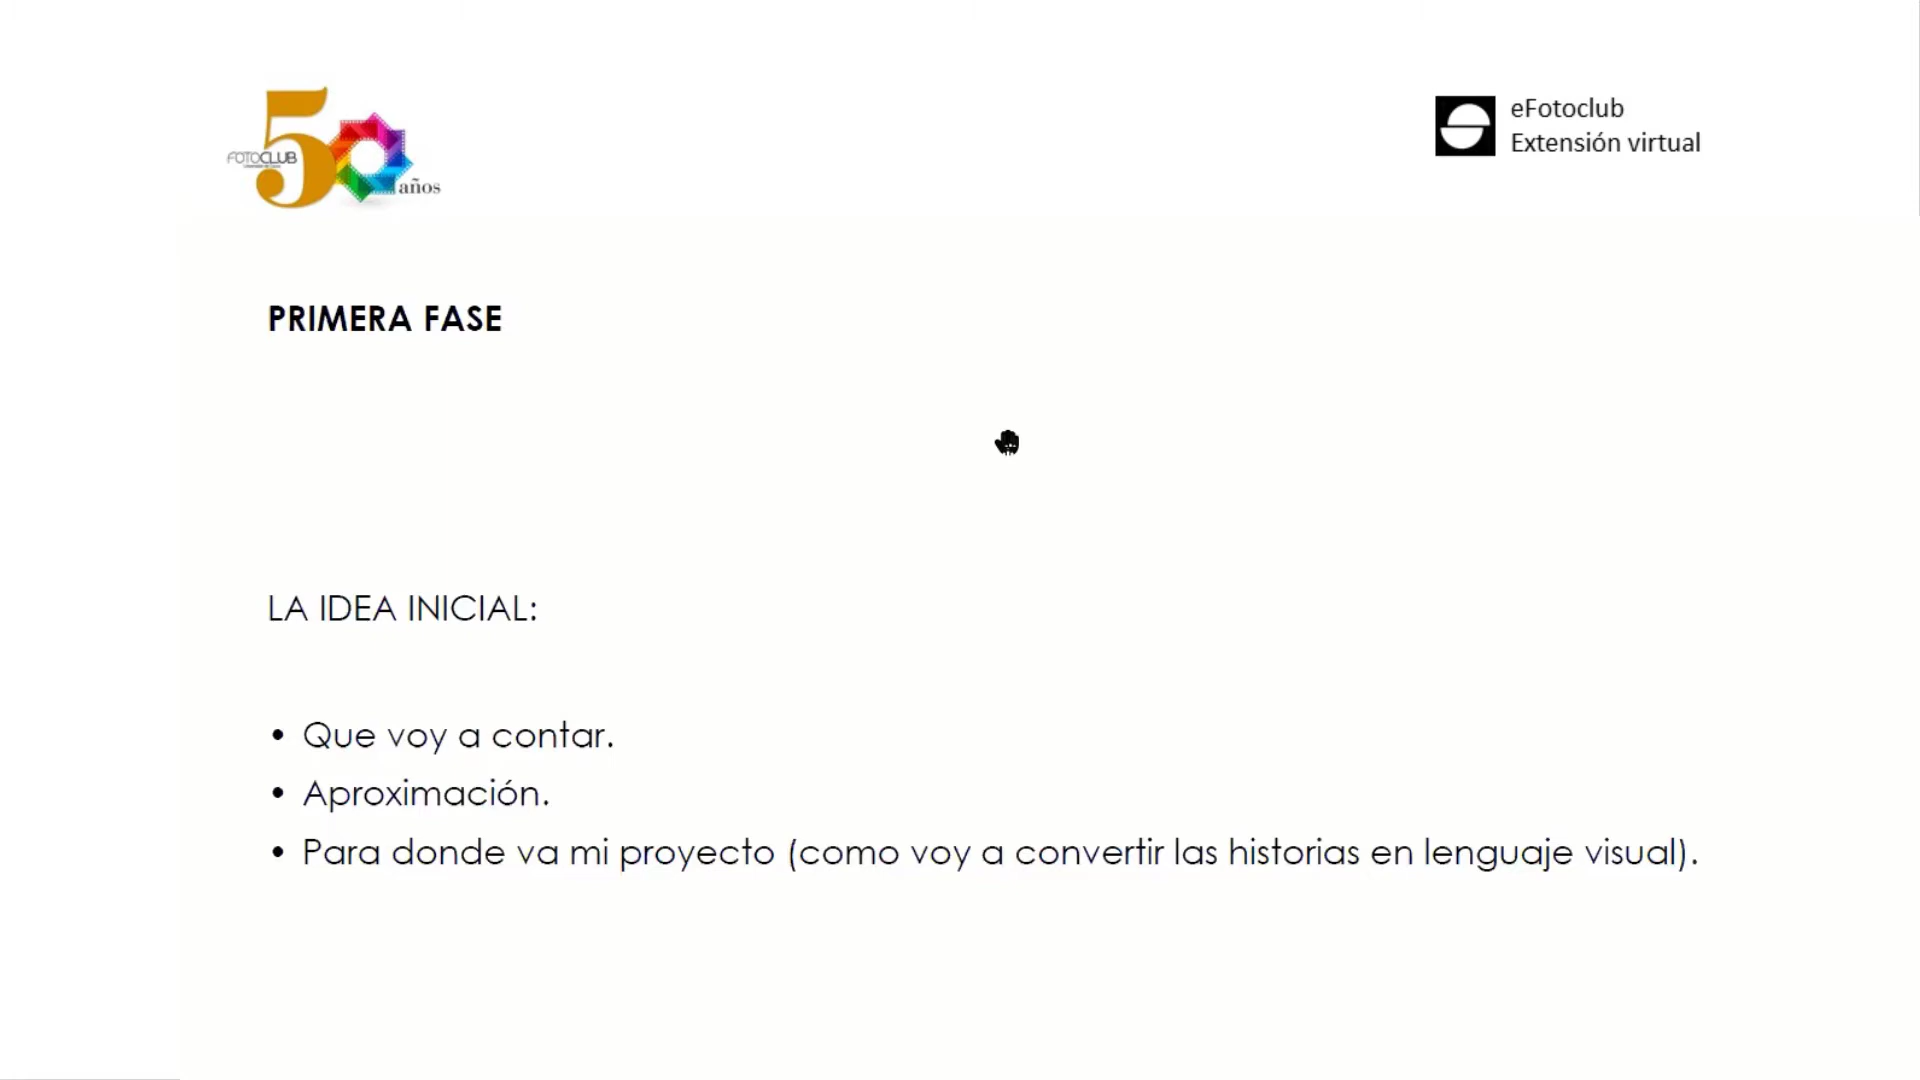 50
FOTOCLUB
años
eFotoclub
Extensión virtual
PRIMERA FASE
LA IDEA INICIAL:
• Que voy a contar.
• Aproximación.
• Para donde va mi proyecto (como voy a convertir las historias en lenguaje visual).